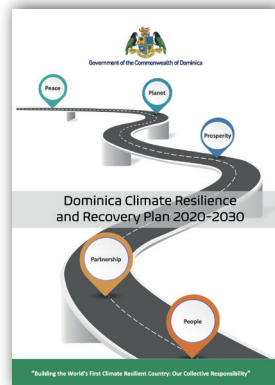 Government of the Commonwealth of Dominica
Peace
Planet
Prosperity
Dominica Climate Resilience
and Recovery Plan 2020-2030
Partnership
People
"Building the World's First Climate Resilient Country: Our Collective Responsibility"